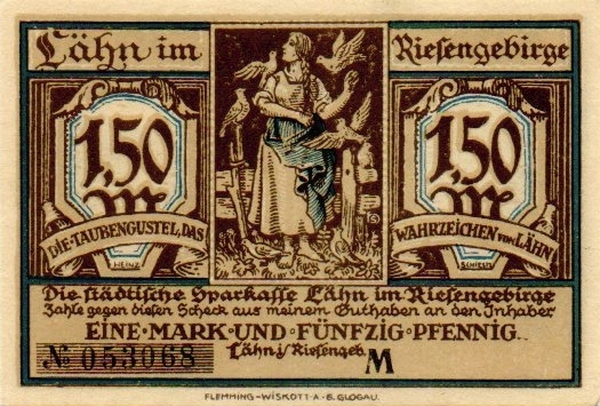 Lähn im Riesengebirge
1,50 M
1,50 M
DIE·TAUBENGUSTEL, DAS
WAHRZEICHEN VON LÄHN
HEINZ
SCHIESTL
Die städtische Sparkasse Lähn im Riesengebirge
Zahle gegen diesen Scheck aus meinem Guthaben an den Inhaber
EINE·MARK·UND·FÜNFZIG·PFENNIG.
No 053068
Lähn i/Riesengeb.
M
FLEMMING-WISKOTT A-G. GLOGAU.